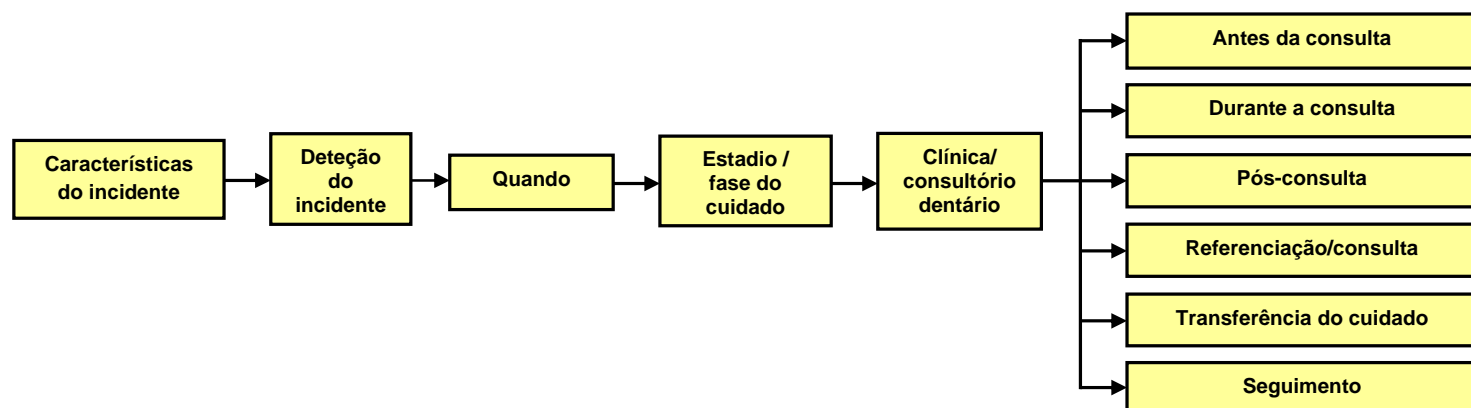 Características
do incidente
Deteção
do
incidente
Quando
Estadio /
fase do
cuidado
Clínica/
consultório
dentário
Antes da consulta
Durante a consulta
Pós-consulta
Referenciação/consulta
Transferência do cuidado
Seguimento